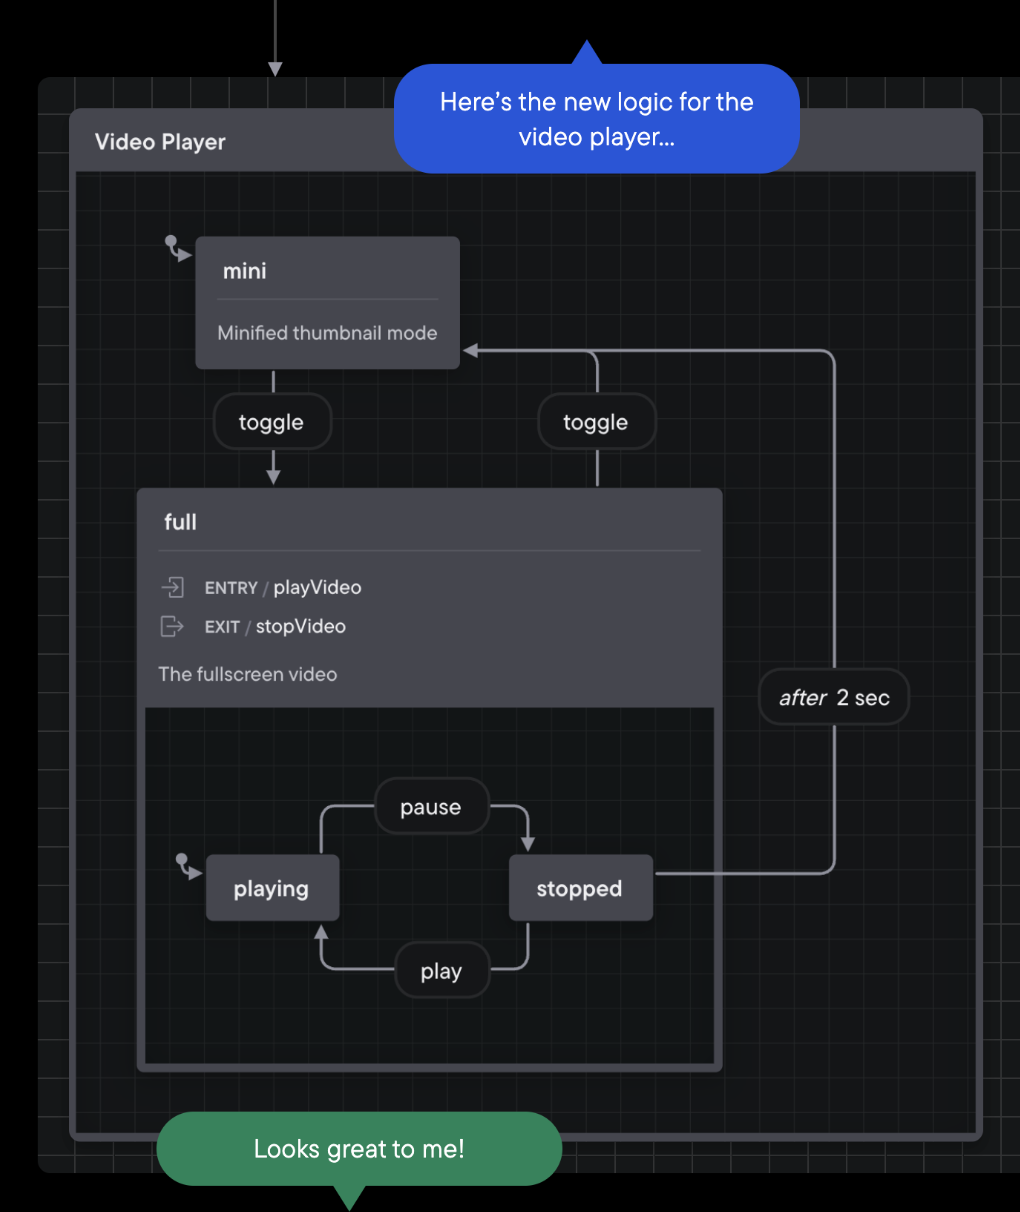 Here’s the new logic for the
video player...
Video Player
mini
Minified thumbnail mode
toggle
toggle
full
ENTRY / playVideo
EXIT / stopVideo
The fullscreen video
after 2 sec
pause
playing
stopped
play
Looks great to me!